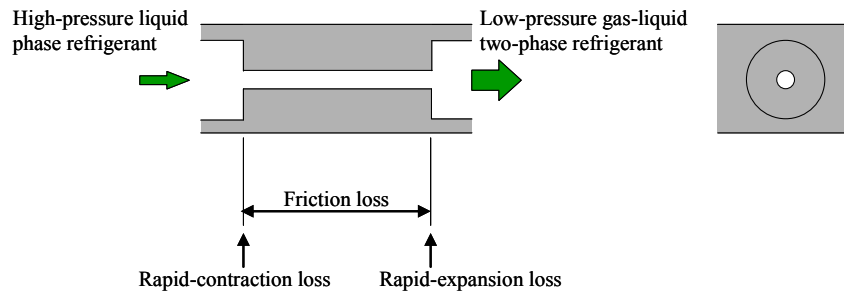 High-pressure liquid
phase refrigerant
Low-pressure gas-liquid
two-phase refrigerant
Friction loss
Rapid-contraction loss
Rapid-expansion loss